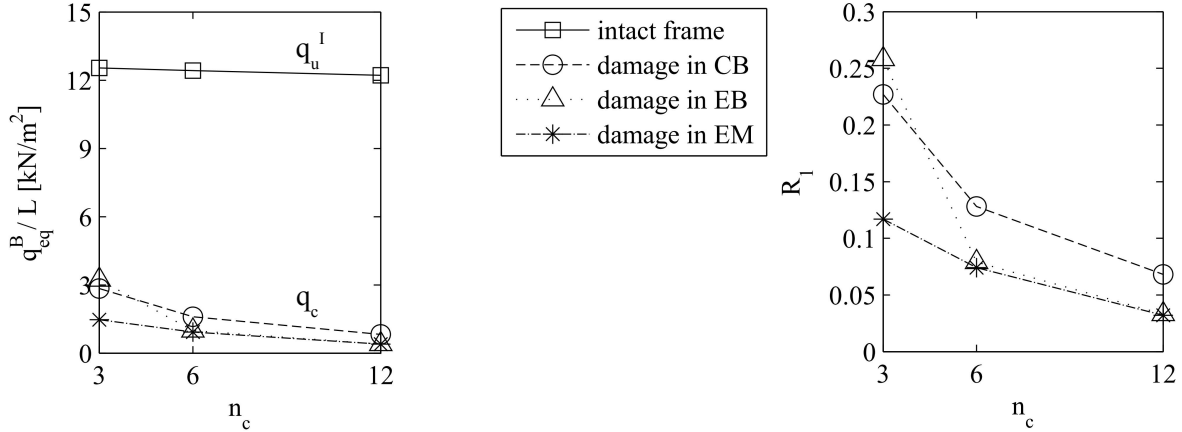 15
12
9
6
3
0
q_eq^B / L [kN/m²]
q_u^I
q_c
3 6 12
n_c
intact frame
damage in CB
damage in EB
damage in EM
0.3
0.25
0.2
0.15
0.1
0.05
0
R_1
3 6 12
n_c